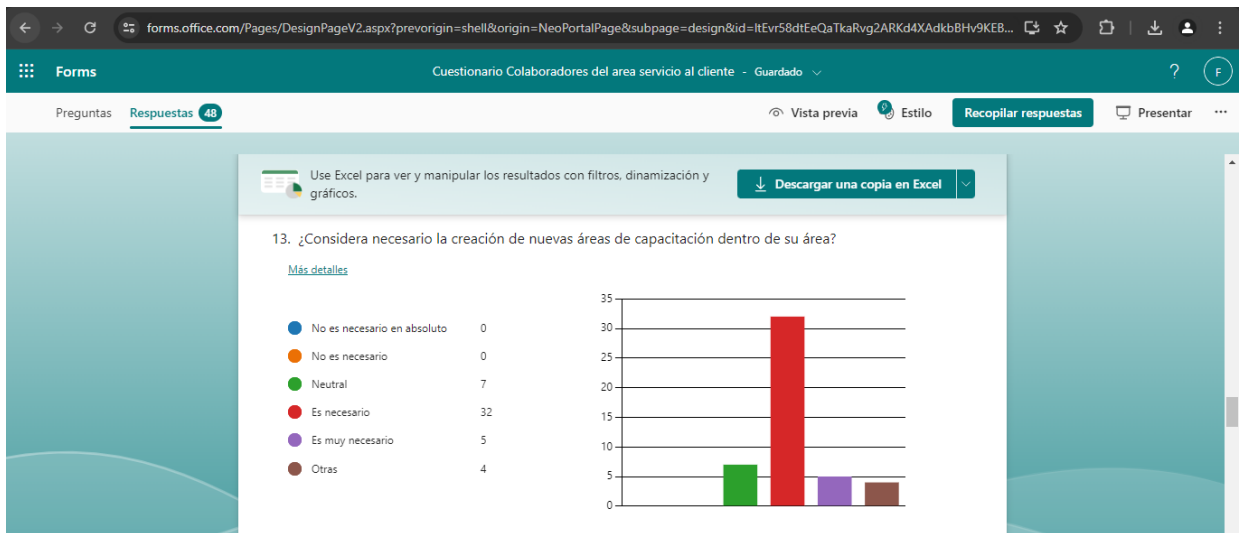 forms.office.com/Pages/DesignPageV2.aspx?prevorigin=shell&origin=NeoPortalPage&subpage=design&id=ItEvr58dtEeQaTkaRvg2ARKd4XAdkbBHv9KEB...
Forms
Cuestionario Colaboradores del area servicio al cliente - Guardado
? F
Preguntas Respuestas 48 Vista previa Estilo Recopilar respuestas Presentar ...
Use Excel para ver y manipular los resultados con filtros, dinamización y
gráficos.
Descargar una copia en Excel
13. ¿Considera necesario la creación de nuevas áreas de capacitación dentro de su área?
Más detalles
No es necesario en absoluto 0
No es necesario 0
Neutral 7
Es necesario 32
Es muy necesario 5
Otras 4
35
30
25
20
15
10
5
0